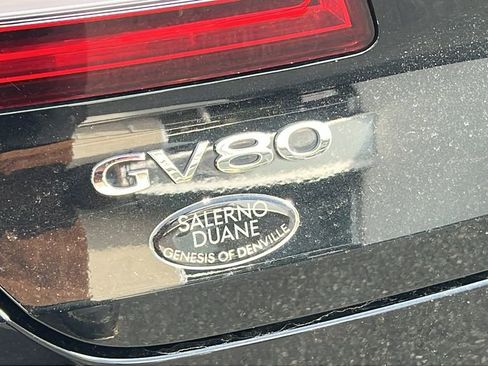 GV80
SALERNO
DUANE
GENESIS OF DENVILLE